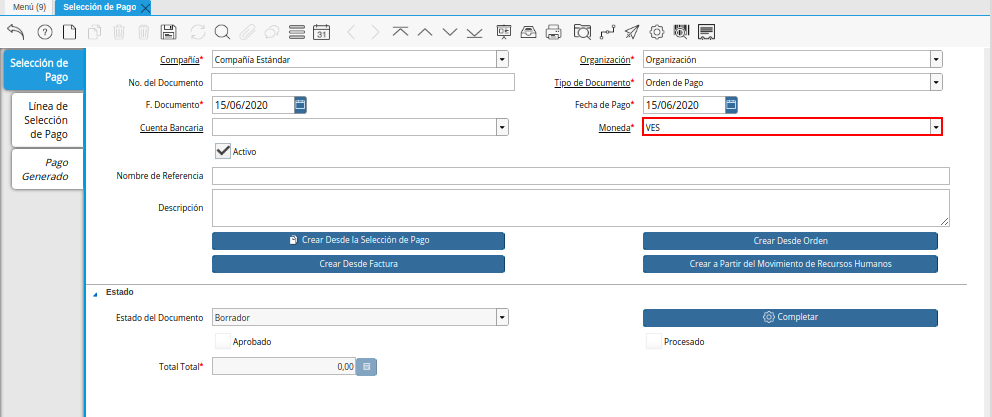 Menú (9)
Selección de Pago
31
Selección de
Pago
Línea de
Selección
de Pago
Pago
Generado
Compañía* Compañía Estándar
Organización* Organización
No. del Documento
Tipo de Documento* Orden de Pago
F. Documento* 15/06/2020
Fecha de Pago* 15/06/2020
Cuenta Bancaria
Moneda* VES
Activo
Nombre de Referencia
Descripción
Crear Desde la Selección de Pago
Crear Desde Orden
Crear Desde Factura
Crear a Partir del Movimiento de Recursos Humanos
Estado
Estado del Documento Borrador
Completar
Aprobado
Procesado
Total Total* 0,00